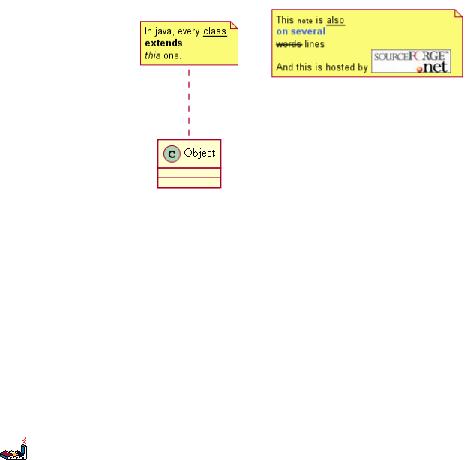 In java, every class
extends
this one.
This note is also
on several
words lines
And this is hosted by SOURCEFORGE .net
C Object